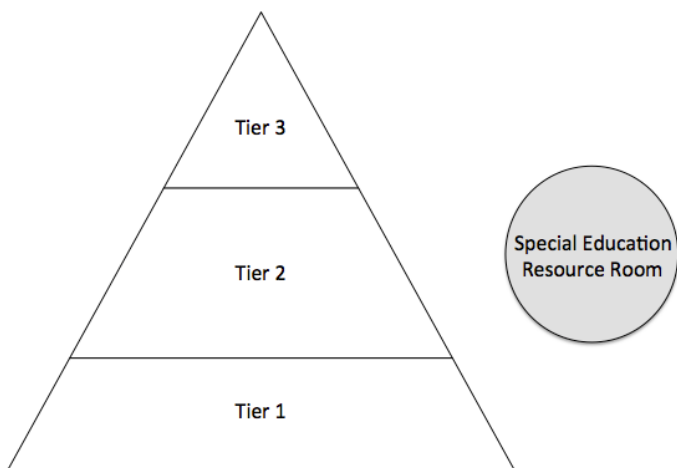 Tier 3
Special Education
Resource Room
Tier 2
Tier 1